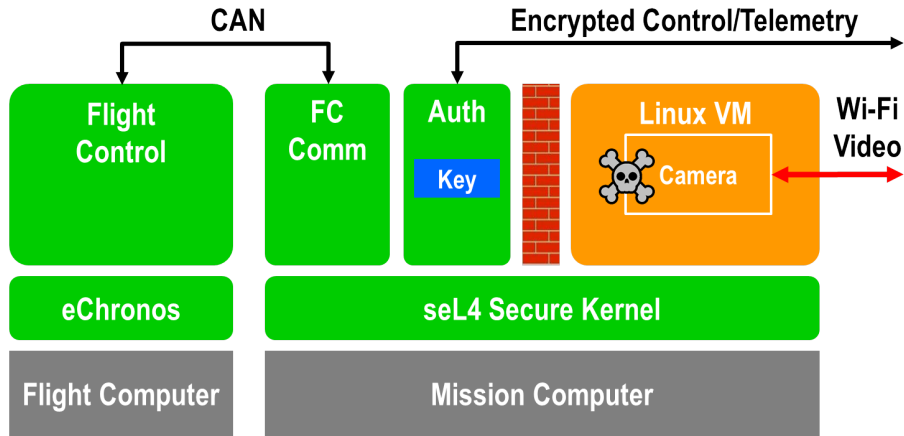 CAN
Encrypted Control/Telemetry
Flight
Control
FC
Comm
Auth
Key
Linux VM
Camera
Wi-Fi
Video
eChronos
seL4 Secure Kernel
Flight Computer
Mission Computer